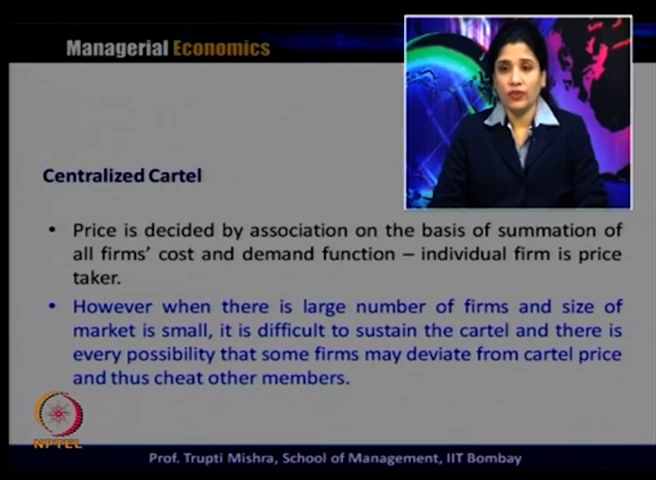 Managerial Economics
Centralized Cartel
• Price is decided by association on the basis of summation of
all firms' cost and demand function – individual firm is price
taker.
• However when there is large number of firms and size of
market is small, it is difficult to sustain the cartel and there is
every possibility that some firms may deviate from cartel price
and thus cheat other members.
NPTEL
Prof. Trupti Mishra, School of Management, IIT Bombay